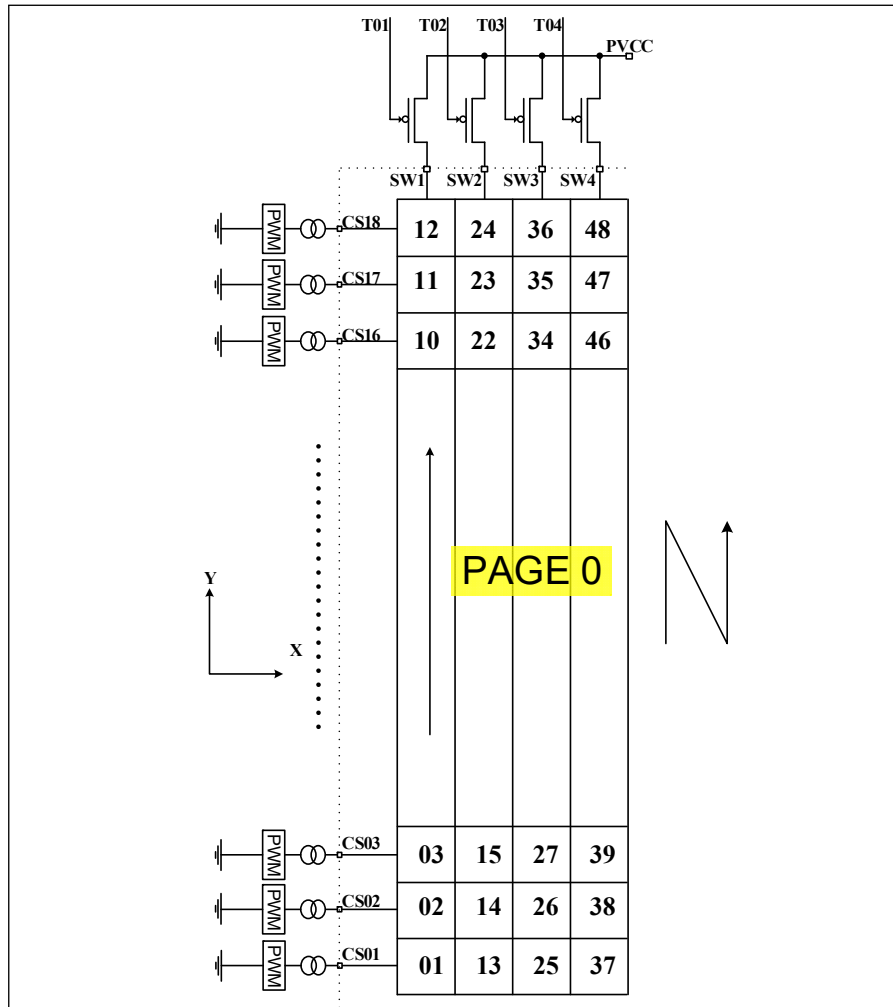 T01 T02 T03 T04
PVCC
SW1 SW2 SW3 SW4
PWM CS18 12 24 36 48
PWM CS17 11 23 35 47
PWM CS16 10 22 34 46
PAGE 0
Y
X
PWM CS03 03 15 27 39
PWM CS02 02 14 26 38
PWM CS01 01 13 25 37